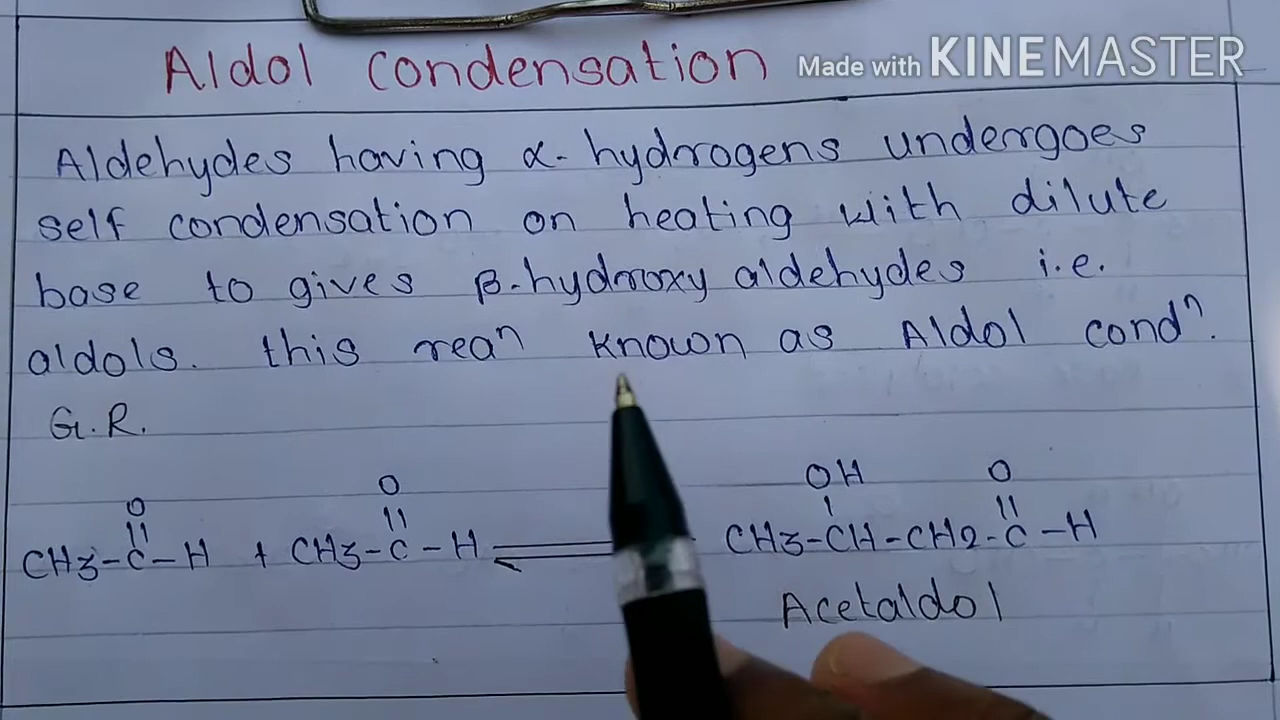 Aldol condensation
Made with KINEMASTER
Aldehydes having α-hydrogens undergoes
self condensation on heating with dilute
base to gives β-hydroxy aldehydes i.e.
aldols. this reaⁿ known as Aldol condⁿ.
G.R.
O O OH O
|| || | ||
CH3-C-H + CH3-C-H ⇌ CH3-CH-CH2-C-H
Acetaldol